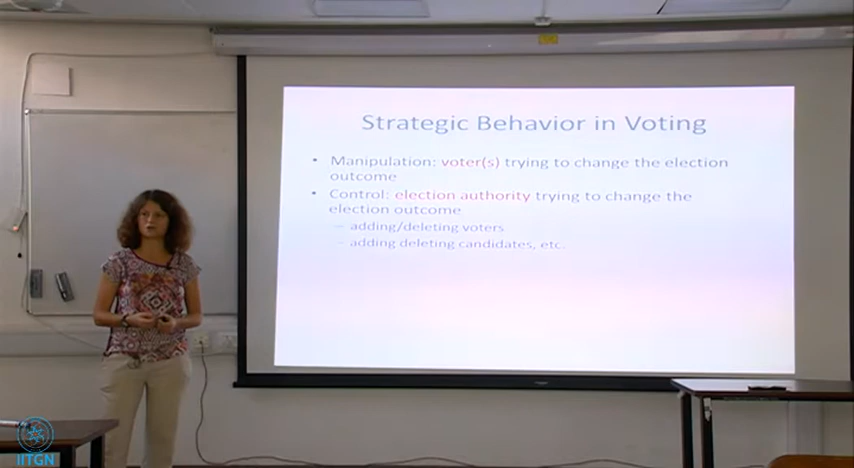 Strategic Behavior in Voting
• Manipulation: voter(s) trying to change the election
outcome
• Control: election authority trying to change the
election outcome
– adding/deleting voters
– adding deleting candidates, etc.
IITGN